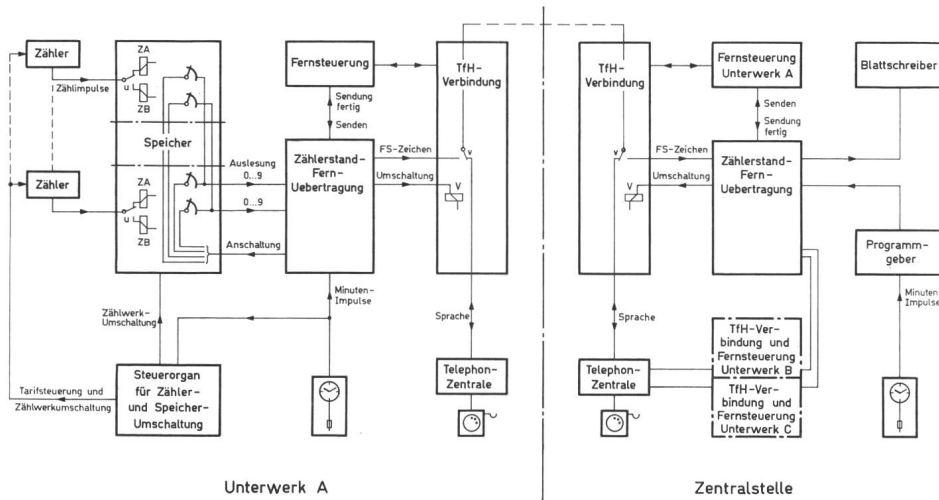 Zähler
ZA
u
ZB
Zählimpulse
Speicher
Zähler
ZA
u
ZB
Auslesung
0...9
0...9
Anschaltung
Fernsteuerung
Sendung
fertig
Senden
Zählerstand-
Fern-
Uebertragung
FS-Zeichen
Umschaltung
TfH-
Verbindung
v
V
Minuten-
Impulse
Zählwerk-
Umschaltung
Tarifsteuerung und
Zählwerkumschaltung
Steuerorgan
für Zähler-
und Speicher-
Umschaltung
Sprache
Telephon-
Zentrale
Unterwerk A
TfH-
Verbindung
v
V
FS-Zeichen
Umschaltung
Fernsteuerung
Unterwerk A
Senden
Sendung
fertig
Zählerstand-
Fern-
Uebertragung
Blattschreiber
Programm-
geber
Minuten-
Impulse
Sprache
Telephon-
Zentrale
TfH-Ver-
bindung und
Fernsteuerung
Unterwerk B
TfH-Ver-
bindung und
Fernsteuerung
Unterwerk C
Zentralstelle